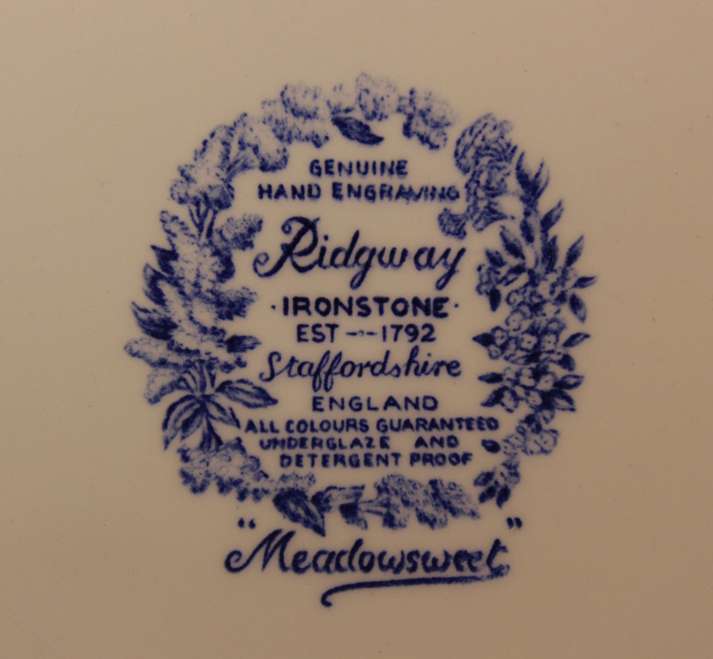 GENUINE
HAND ENGRAVING
Ridgway
·IRONSTONE·
EST -·-1792
Staffordshire
ENGLAND
ALL COLOURS GUARANTEED
UNDERGLAZE AND
DETERGENT PROOF
"Meadowsweet"